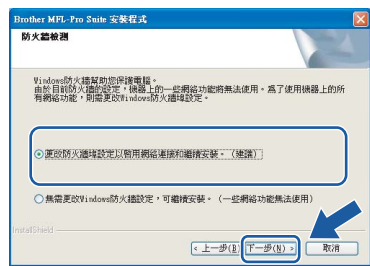 Brother MFL-Pro Suite 安裝程式
防火牆檢測
Windows防火牆幫助您保護電腦。
由於目前防火牆的設定，機器上的一些網絡功能將無法使用。為了使用機器上的所
有網絡功能，則需更改Windows防火牆設定。
更改防火牆埠設定以啟用網絡連接和繼續安裝。（建議）
無需更改Windows防火牆設定，可繼續安裝。（一些網絡功能無法使用）
InstallShield
< 上一步(B) 下一步(N) > 取消